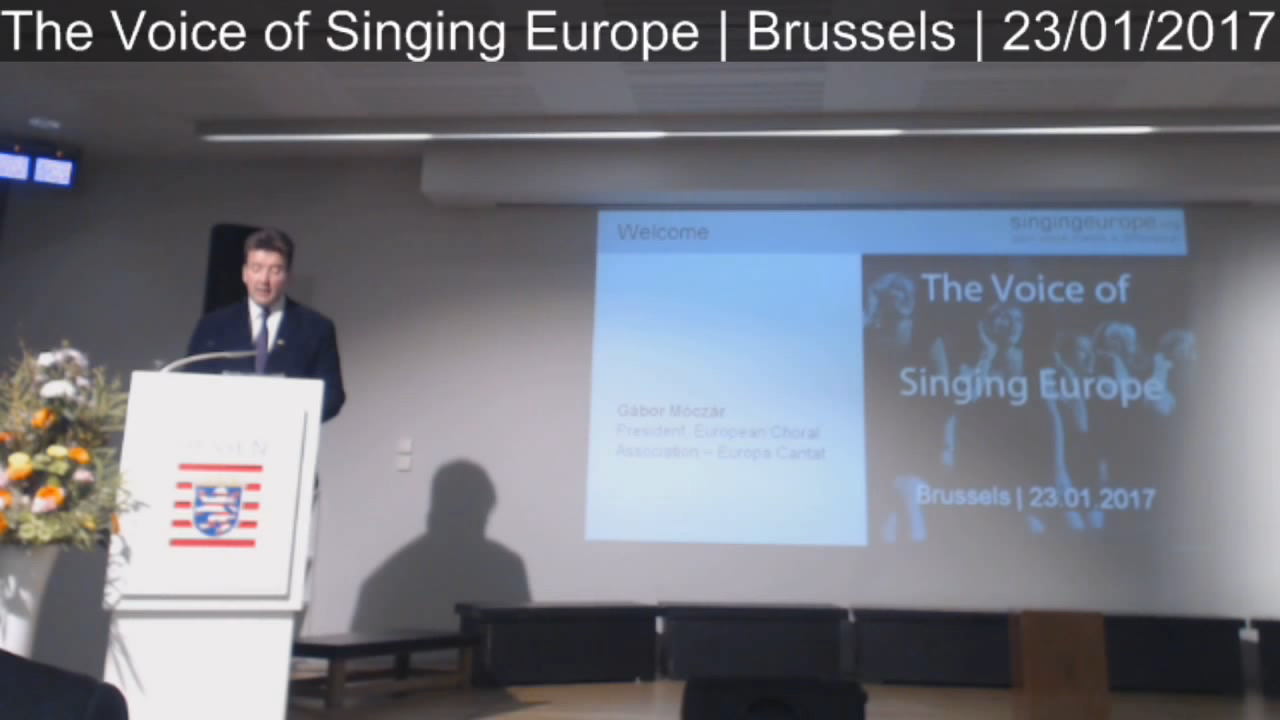 The Voice of Singing Europe | Brussels | 23/01/2017
Welcome
singingeurope
The Voice of
Singing Europe
Gábor Móczár
President, European Choral
Association – Europa Cantat
Brussels | 23.01.2017